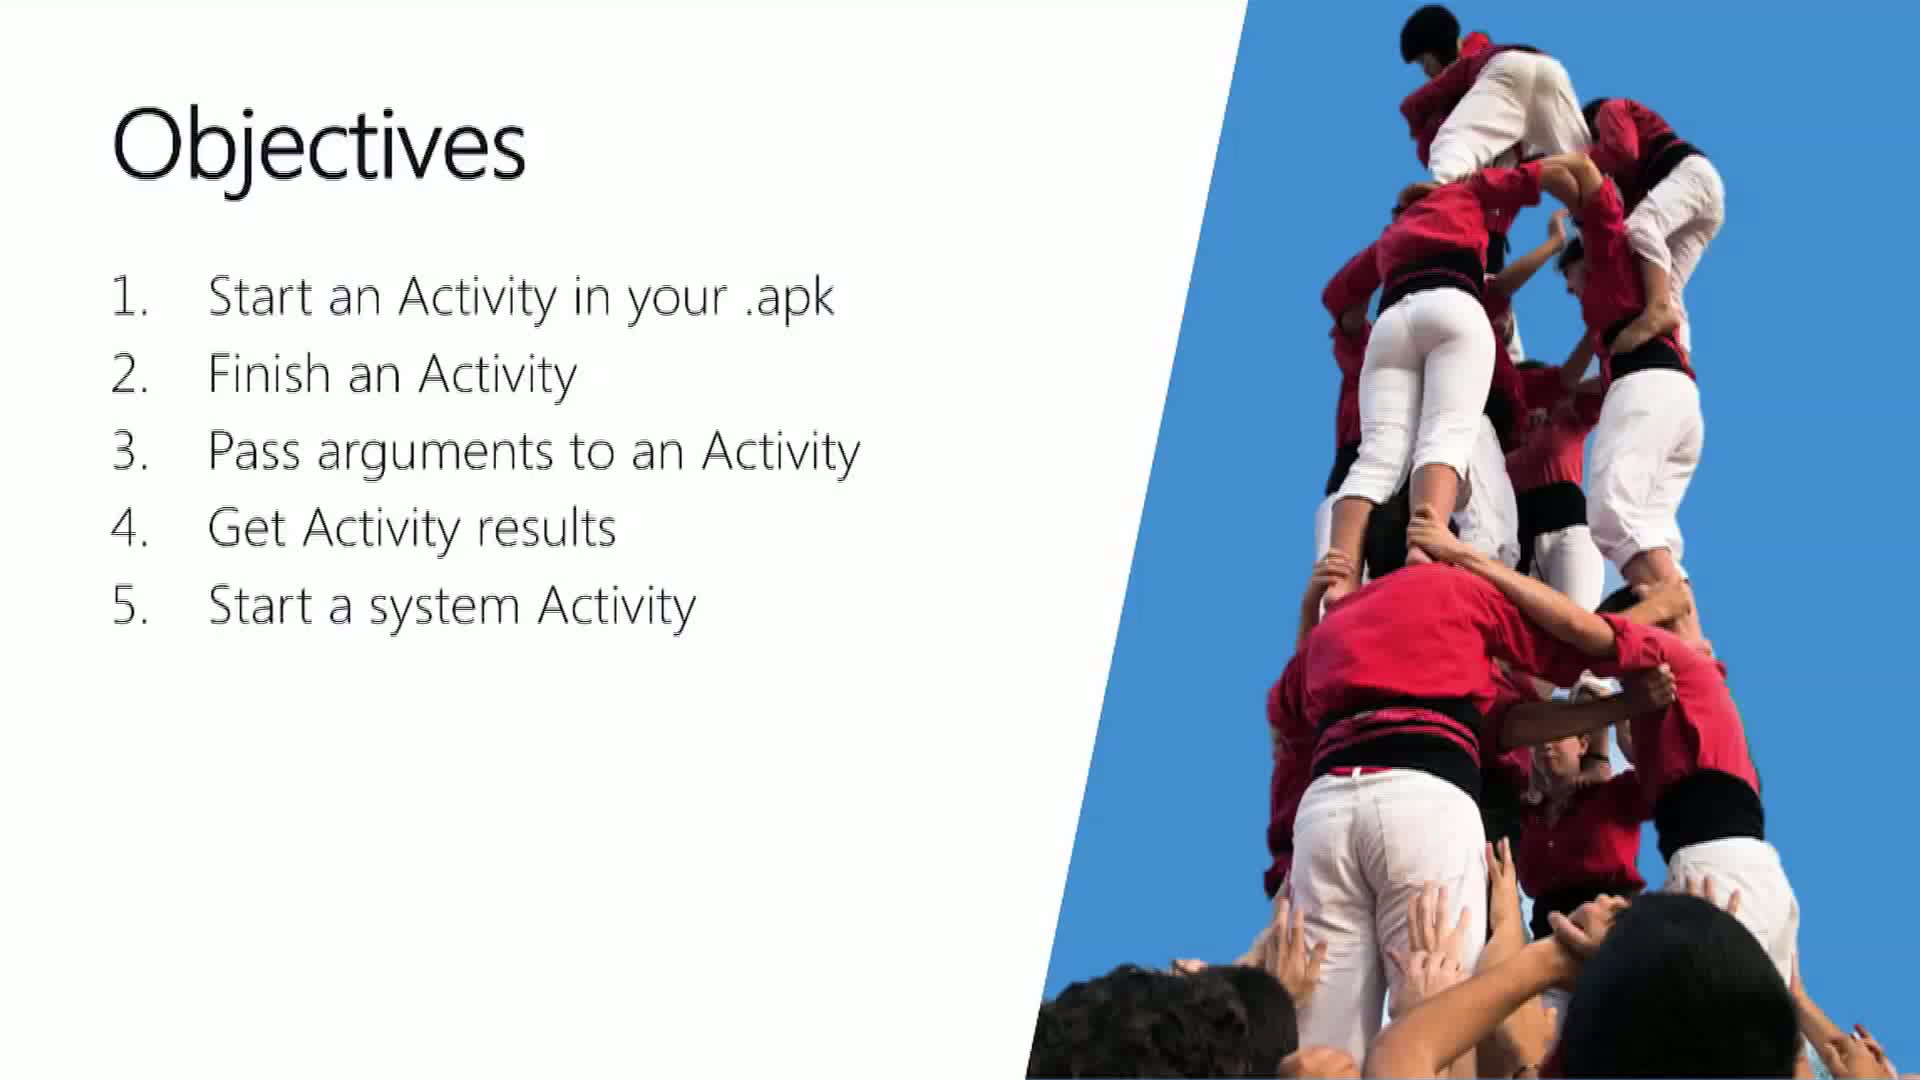 Objectives
1. Start an Activity in your .apk
2. Finish an Activity
3. Pass arguments to an Activity
4. Get Activity results
5. Start a system Activity